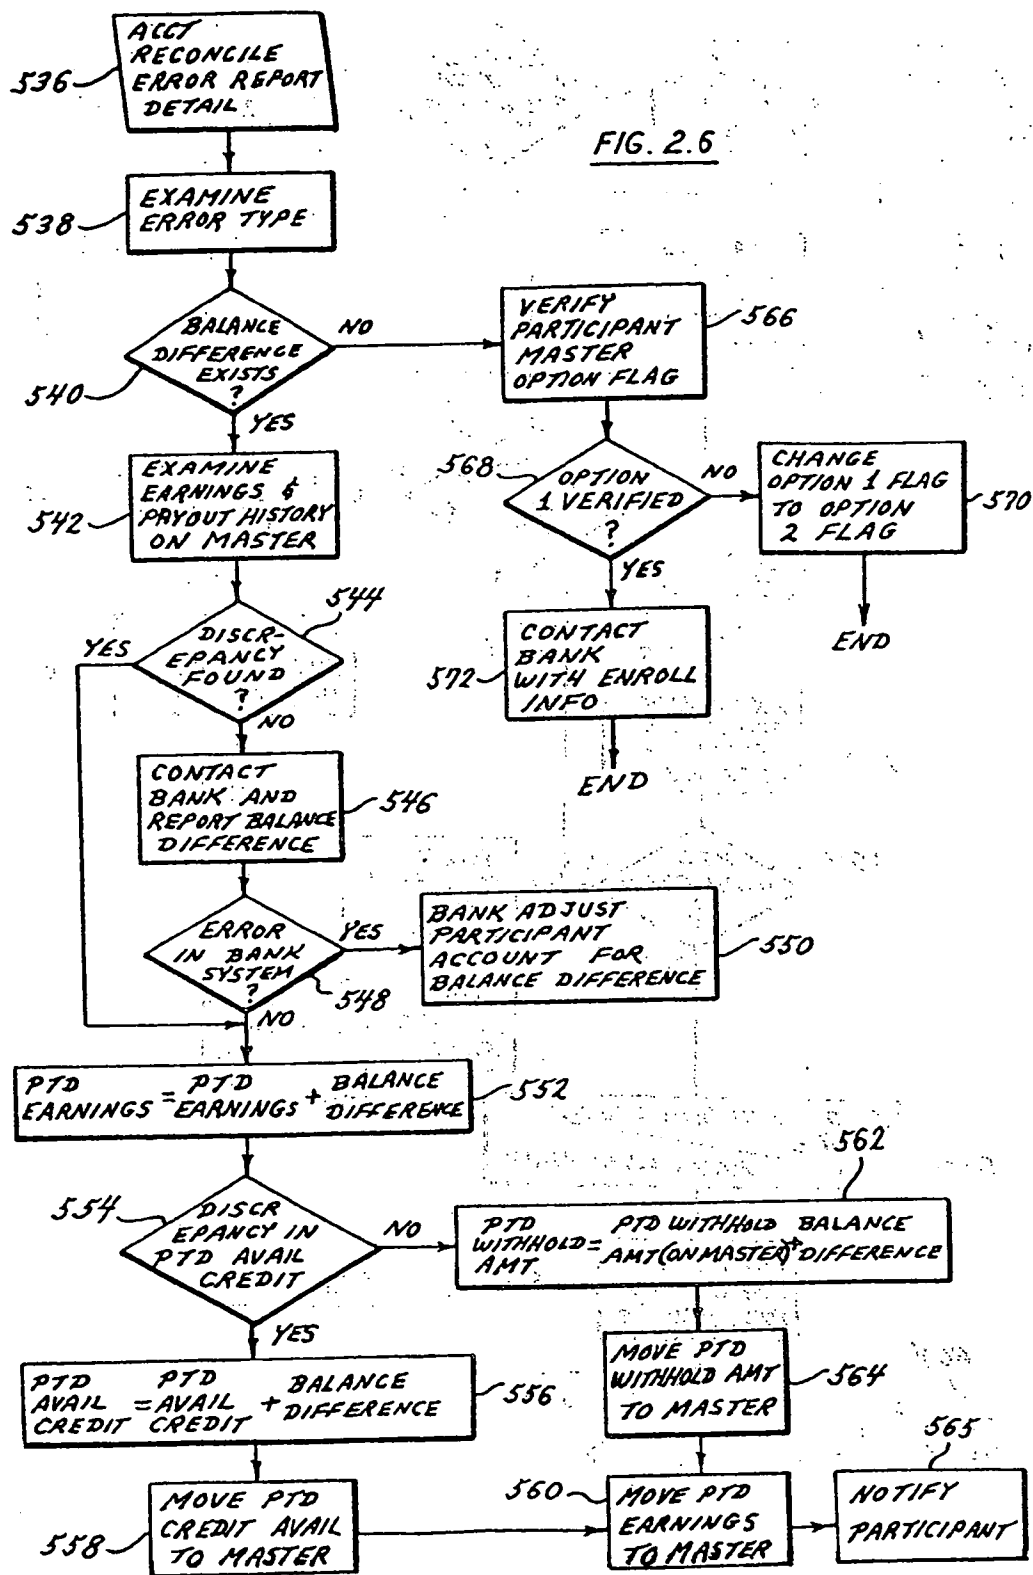 ACCT
RECONCILE
ERROR REPORT
DETAIL
536
FIG. 2.6
EXAMINE
ERROR TYPE
538
BALANCE
DIFFERENCE
EXISTS
?
540
NO
YES
VERIFY
PARTICIPANT
MASTER
OPTION FLAG
566
EXAMINE
EARNINGS &
PAYOUT HISTORY
ON MASTER
542
568
OPTION
1 VERIFIED
?
NO
YES
CHANGE
OPTION 1 FLAG
TO OPTION
2 FLAG
570
END
544
DISCR-
EPANCY
FOUND
?
YES
NO
CONTACT
BANK
WITH ENROLL
INFO
572
END
CONTACT
BANK AND
REPORT BALANCE
DIFFERENCE
546
ERROR
IN BANK
SYSTEM
?
548
YES
NO
BANK ADJUST
PARTICIPANT
ACCOUNT FOR
BALANCE DIFFERENCE
550
PTD PTD BALANCE
EARNINGS = EARNINGS + DIFFERENCE
552
554
DISCR
EPANCY IN
PTD AVAIL
CREDIT
NO
YES
562
PTD PTD WITHHOLD BALANCE
WITHHOLD = AMT (ON MASTER) + DIFFERENCE
AMT
PTD PTD BALANCE
AVAIL = AVAIL + DIFFERENCE
CREDIT CREDIT
556
MOVE PTD
WITHHOLD AMT
TO MASTER
564
MOVE PTD
CREDIT AVAIL
TO MASTER
558
560
MOVE PTD
EARNINGS
TO MASTER
565
NOTIFY
PARTICIPANT